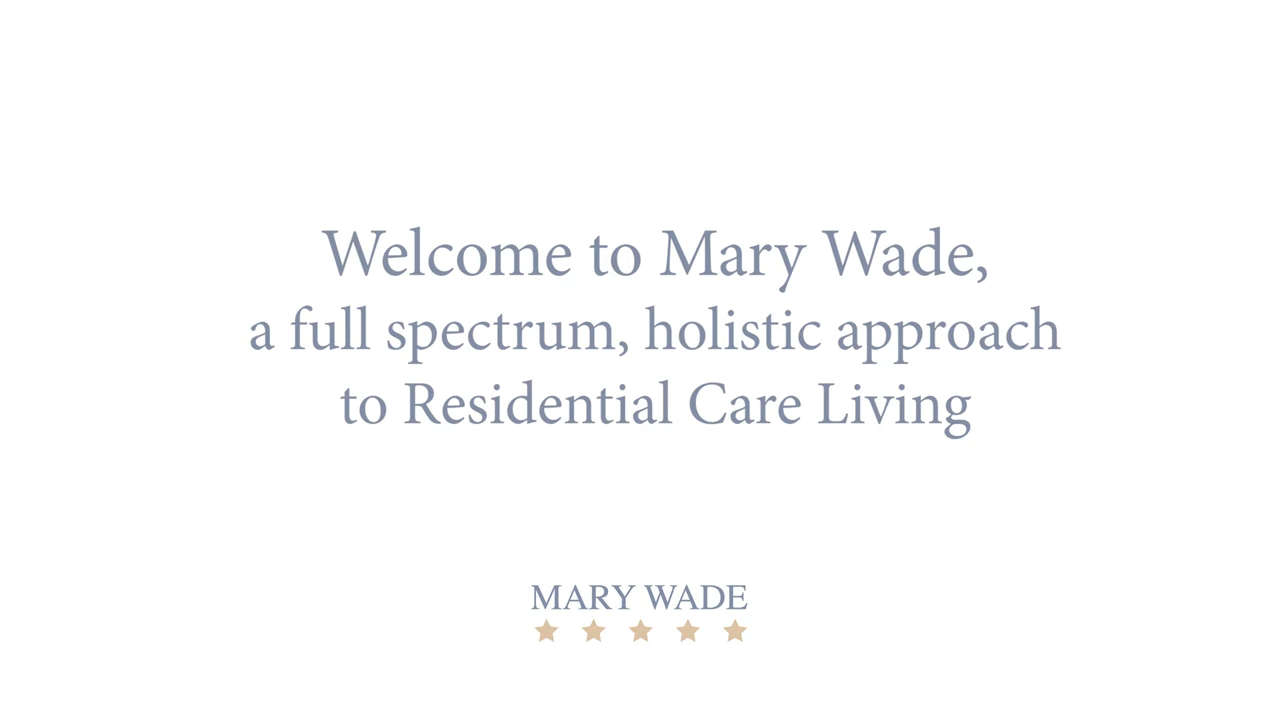 Welcome to Mary Wade,
a full spectrum, holistic approach
to Residential Care Living
MARY WADE